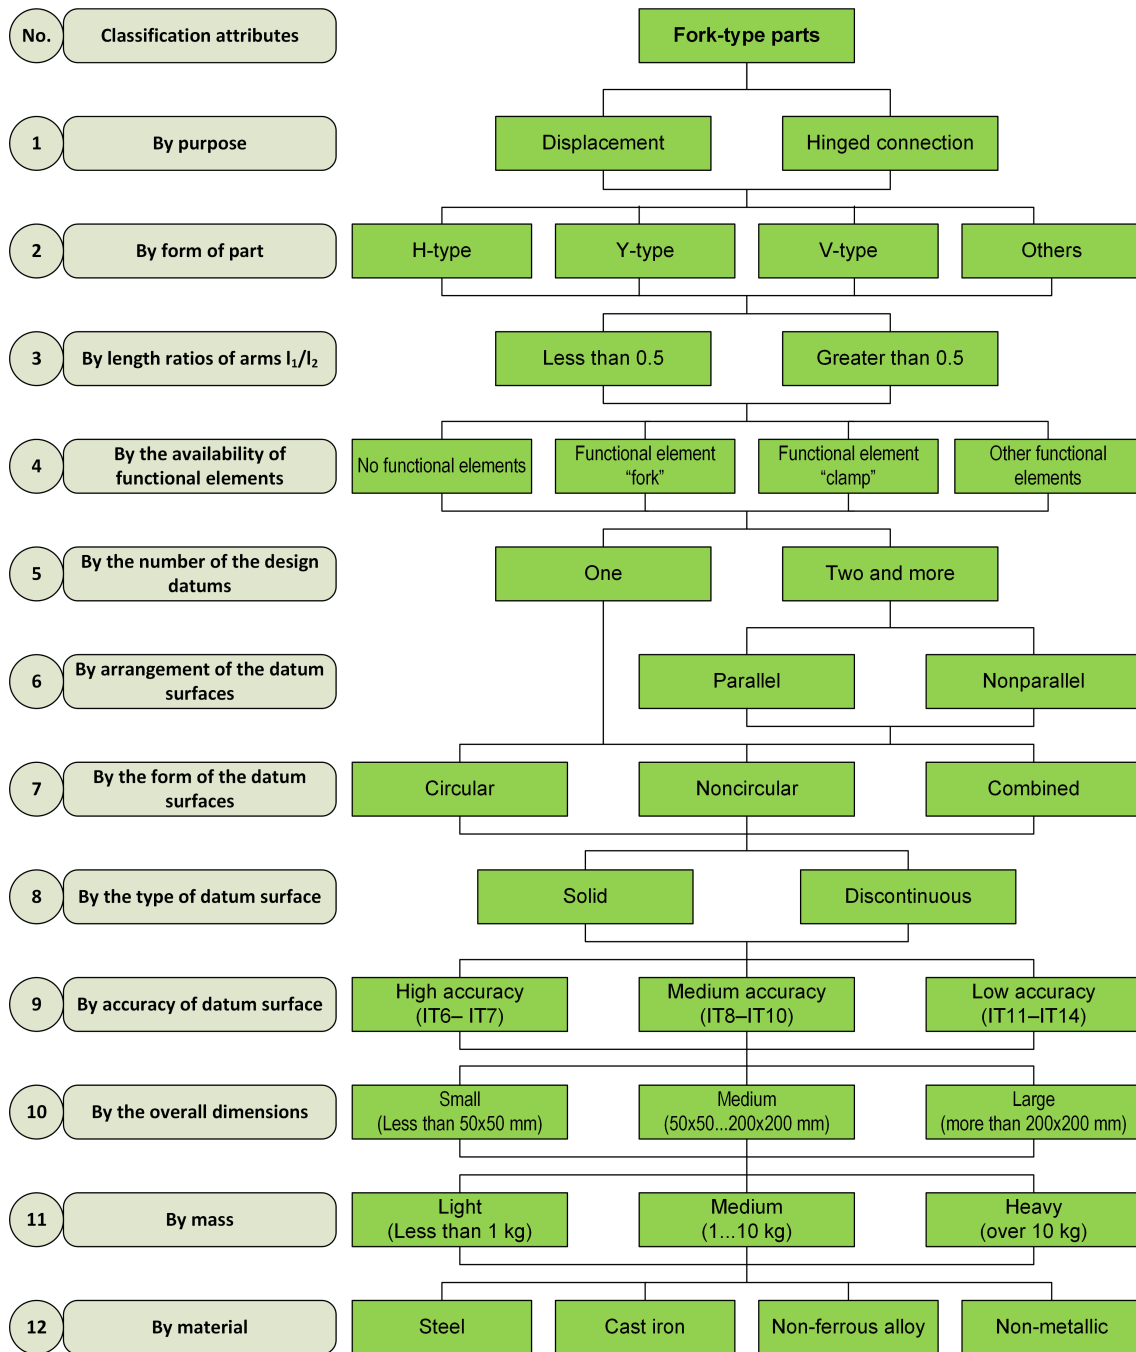 No.
Classification attributes
Fork-type parts
1
By purpose
Displacement
Hinged connection
2
By form of part
H-type
Y-type
V-type
Others
3
By length ratios of arms l₁/l₂
Less than 0.5
Greater than 0.5
4
By the availability of
functional elements
No functional elements
Functional element
“fork”
Functional element
“clamp”
Other functional
elements
5
By the number of the design
datums
One
Two and more
6
By arrangement of the datum
surfaces
Parallel
Nonparallel
7
By the form of the datum
surfaces
Circular
Noncircular
Combined
8
By the type of datum surface
Solid
Discontinuous
9
By accuracy of datum surface
High accuracy
(IT6– IT7)
Medium accuracy
(IT8–IT10)
Low accuracy
(IT11–IT14)
10
By the overall dimensions
Small
(Less than 50x50 mm)
Medium
(50x50...200x200 mm)
Large
(more than 200x200 mm)
11
By mass
Light
(Less than 1 kg)
Medium
(1...10 kg)
Heavy
(over 10 kg)
12
By material
Steel
Cast iron
Non-ferrous alloy
Non-metallic